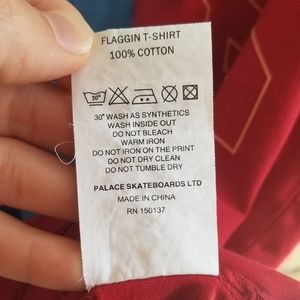 FLAGGIN T-SHIRT
100% COTTON
30°
30° WASH AS SYNTHETICS
WASH INSIDE OUT
DO NOT BLEACH
WARM IRON
DO NOT IRON ON THE PRINT
DO NOT DRY CLEAN
DO NOT TUMBLE DRY
PALACE SKATEBOARDS LTD
MADE IN CHINA
RN 150137